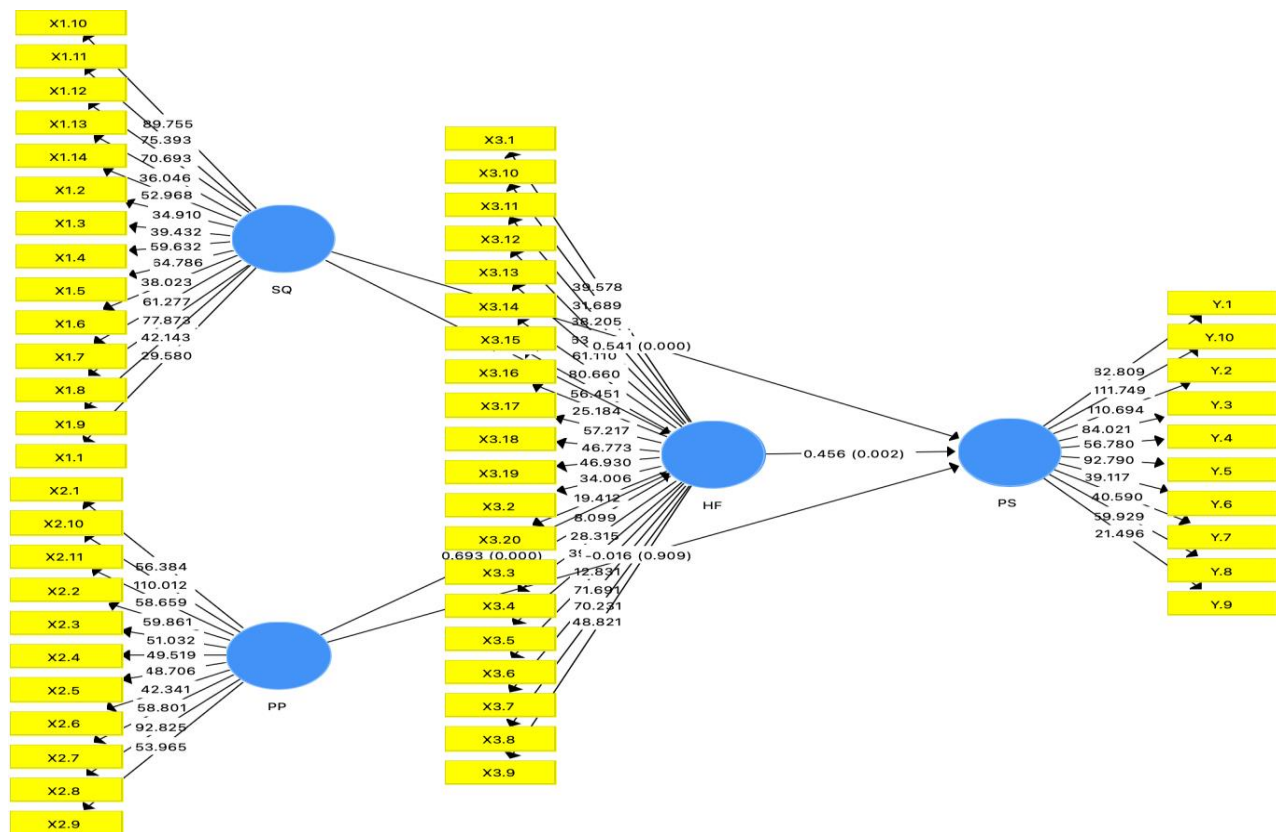 X1.10
X1.11
X1.12
X1.13
X1.14
X1.2
X1.3
X1.4
X1.5
X1.6
X1.7
X1.8
X1.9
X1.1
89.755
75.393
70.693
36.046
52.968
34.910
39.432
59.632
64.786
38.023
61.277
77.873
42.143
29.580
SQ
X2.1
X2.10
X2.11
X2.2
X2.3
X2.4
X2.5
X2.6
X2.7
X2.8
X2.9
56.384
110.012
58.659
59.861
51.032
49.519
48.706
42.341
58.801
92.825
53.965
PP
X3.1
X3.10
X3.11
X3.12
X3.13
X3.14
X3.15
X3.16
X3.17
X3.18
X3.19
X3.2
X3.20
X3.3
X3.4
X3.5
X3.6
X3.7
X3.8
X3.9
39.578
31.689
38.205
0.541 (0.000)
61.110
80.660
56.451
25.184
57.217
46.773
46.930
34.006
19.412
8.099
28.315
0.693 (0.000)
-0.016 (0.909)
12.831
71.691
70.231
48.821
HF
0.456 (0.002)
PS
111.749
110.694
84.021
56.780
92.790
39.117
40.590
59.929
21.496
Y.1
Y.10
Y.2
Y.3
Y.4
Y.5
Y.6
Y.7
Y.8
Y.9